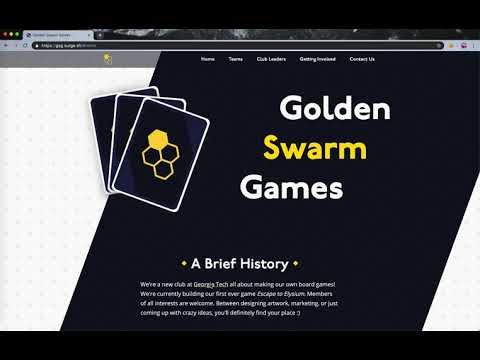 Golden Swarm Games
https://gsg.surge.sh
Home Teams Club Leaders Getting Involved Contact Us
Golden
Swarm
Games
A Brief History
We're a new club at Georgia Tech all about making our own board games!
We're currently building our first ever game Escape to Elysium. Members
of all interests are welcome. Between designing artwork, marketing, or just
coming up with crazy ideas, you'll definitely find your place :)